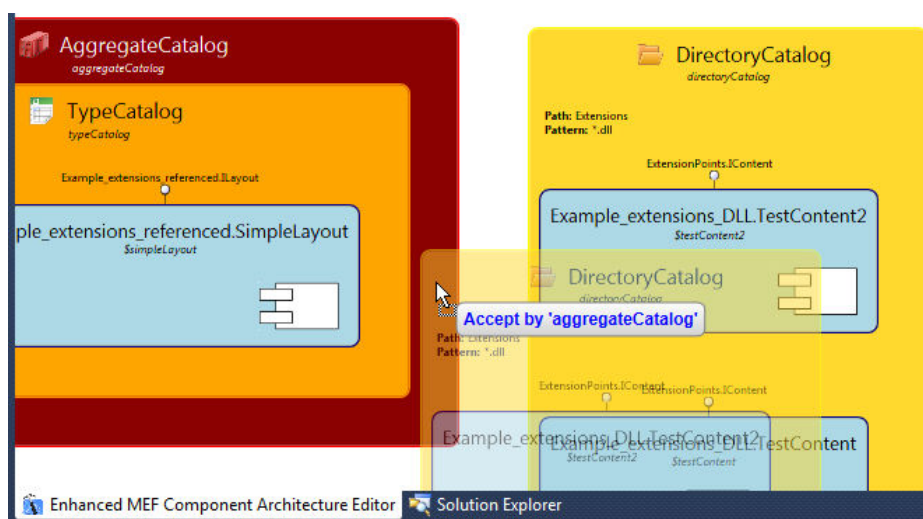 AggregateCatalog
aggregateCatalog
TypeCatalog
typeCatalog
Example_extensions_referenced.ILayout
ple_extensions_referenced.SimpleLayout
$simpleLayout
DirectoryCatalog
directoryCatalog
Path: Extensions
Pattern: *.dll
ExtensionPoints.IContent
Example_extensions_DLL.TestContent2
$testContent2
DirectoryCatalog
directoryCatalog
Accept by 'aggregateCatalog'
Path: Extensions
Pattern: *.dll
ExtensionPoints.IContent
ExtensionPoints.IContent
Example_extensions_DLL.TestContent2
$testContent2
Example_extensions_DLL.TestContent
$testContent
Enhanced MEF Component Architecture Editor
Solution Explorer